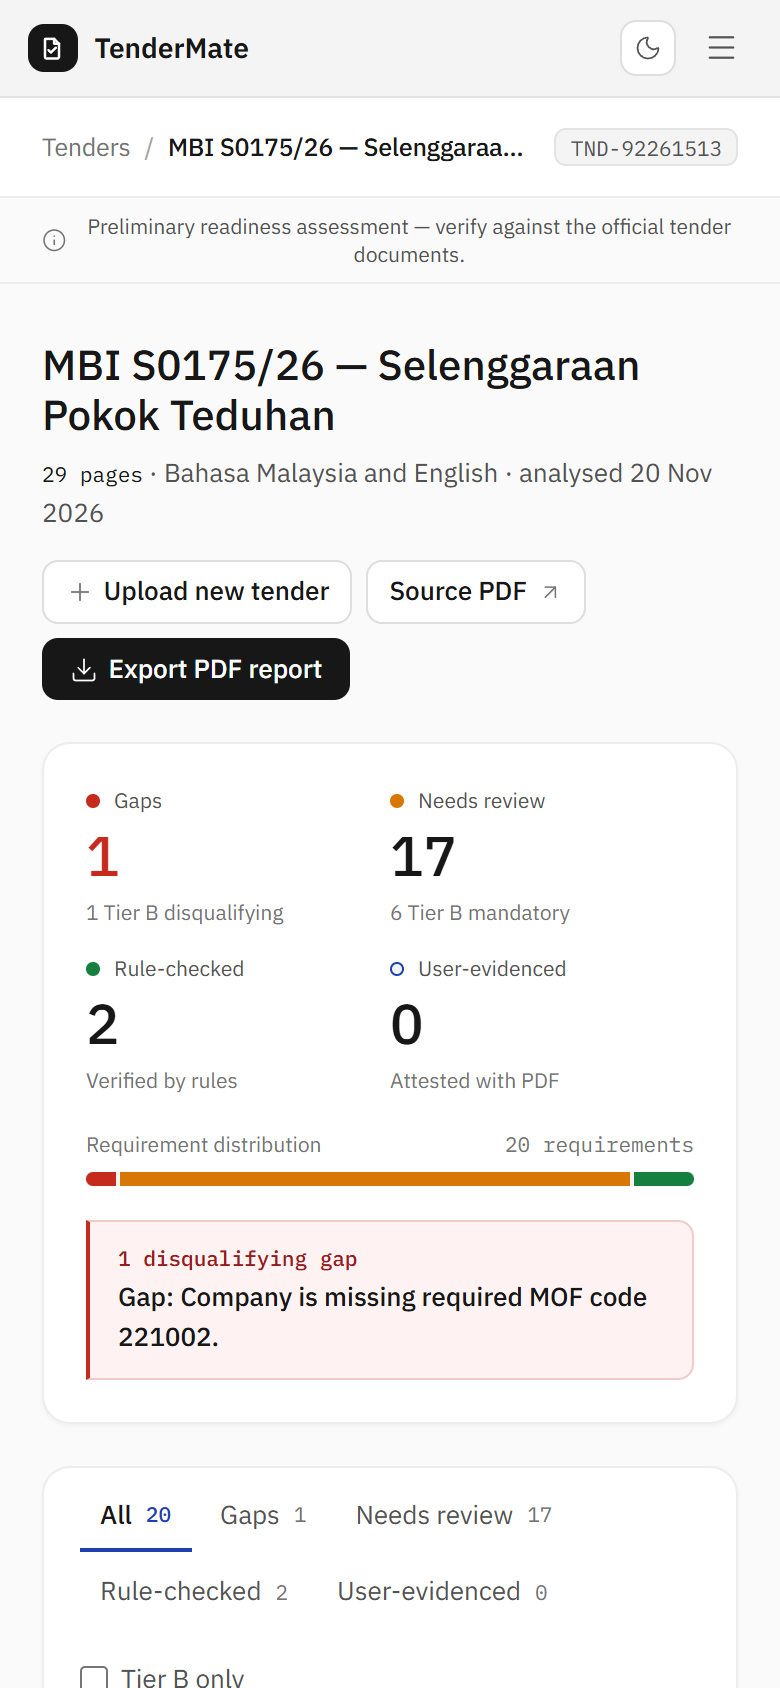 TenderMate
Tenders / MBI S0175/26 — Selenggaraa... TND-92261513
Preliminary readiness assessment — verify against the official tender
documents.
MBI S0175/26 — Selenggaraan
Pokok Teduhan
29 pages · Bahasa Malaysia and English · analysed 20 Nov
2026
Upload new tender Source PDF
Export PDF report
Gaps Needs review
1 17
1 Tier B disqualifying 6 Tier B mandatory
Rule-checked User-evidenced
2 0
Verified by rules Attested with PDF
Requirement distribution 20 requirements
1 disqualifying gap
Gap: Company is missing required MOF code
221002.
All 20 Gaps 1 Needs review 17
Rule-checked 2 User-evidenced 0
Tier B only